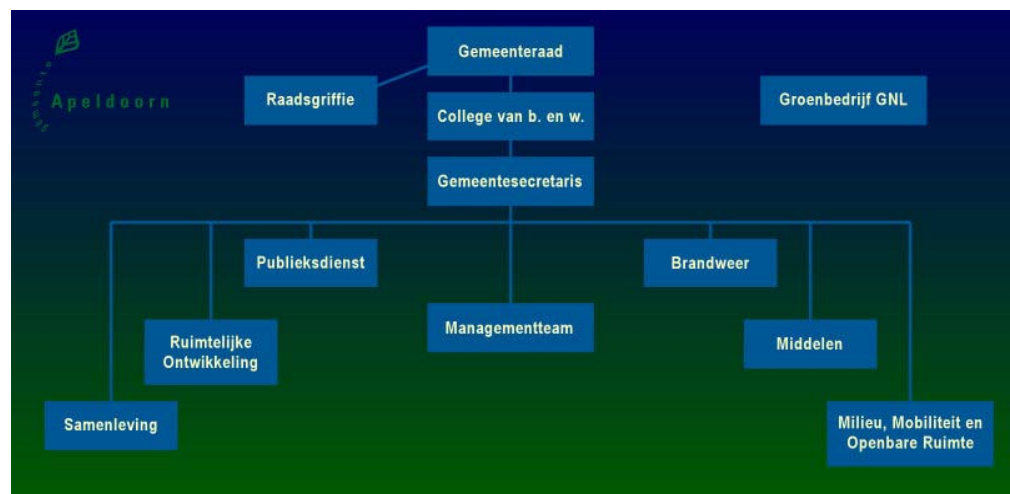 Gemeenteraad
gemeente
Apeldoorn
Raadsgriffie
Groenbedrijf GNL
College van b. en w.
Gemeentesecretaris
Publieksdienst
Brandweer
Managementteam
Ruimtelijke
Ontwikkeling
Middelen
Samenleving
Milieu, Mobiliteit en
Openbare Ruimte